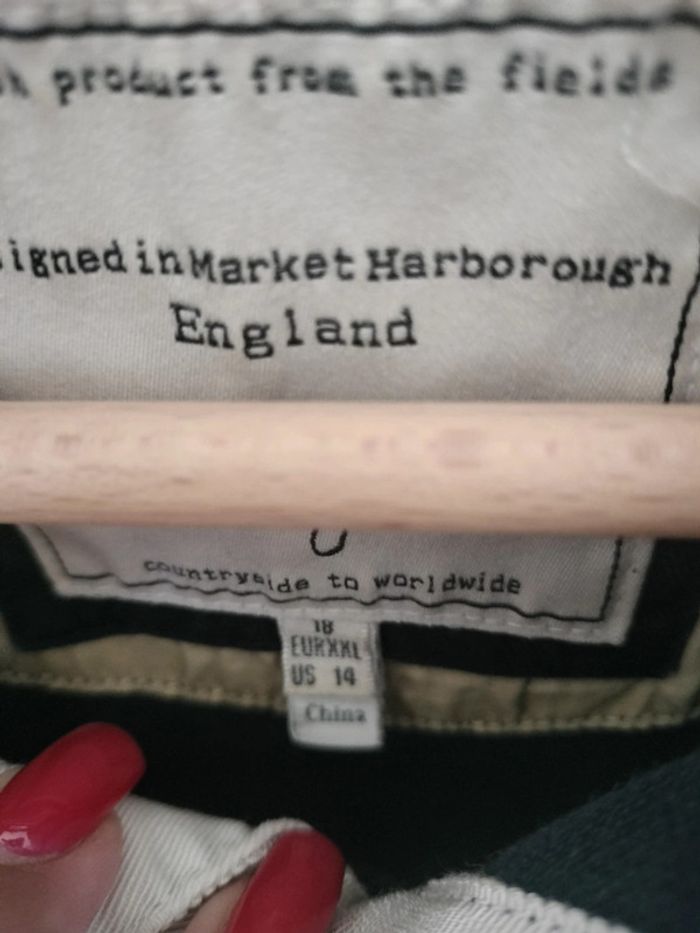 product from the fields
igned in Market Harborough
England
countryside to worldwide
18
EUR XXL
US 14
China